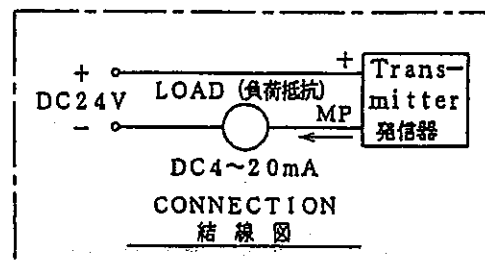 + + Trans-
DC24V LOAD (負荷抵抗) mitter
- MP 発信器
DC4~20mA
CONNECTION
結線図